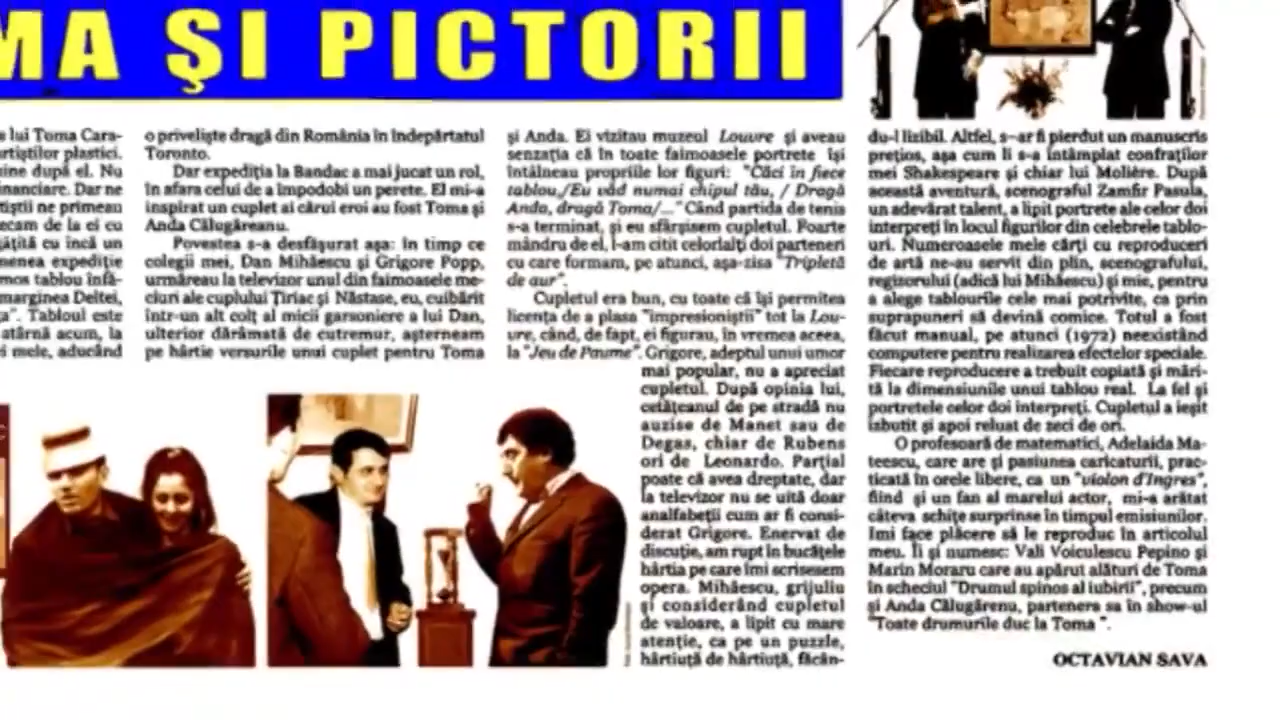 MA ŞI PICTORII
e lui Toma Cara-
rtiştilor plastici.
ine după el. Nu
inanciare. Dar ne
tiştii ne primeau
ecam de la ei cu
gătită cu încă un
menea expediţie
mos tablou înfă-
marginea Deltei,
ţa". Tabloul este
atârnă acum, la
i mele, aducând
o privelişte dragă din România în îndepărtatul
Toronto.
Dar expediţia la Bandac a mai jucat un rol,
în afara celui de a împodobi un perete. El mi-a
inspirat un cuplet ai cărui eroi au fost Toma şi
Anda Călugăreanu.
Povestea s-a desfăşurat aşa: în timp ce
colegii mei, Dan Mihăescu şi Grigore Popp,
urmăreau la televizor unul din faimoasele me-
ciuri ale cuplului Ţiriac şi Năstase, eu, cuibărit
într-un alt colţ al micii garsoniere a lui Dan,
ulterior dărâmată de cutremur, aşterneam
pe hârtie versurile unui cuplet pentru Toma
şi Anda. Ei vizitau muzeul Louvre şi aveau
senzaţia că în toate faimoasele portrete îşi
întâlneau propriile lor figuri: "Căci în fiece
tablou,/Eu văd numai chipul tău, / Dragă
Anda, dragă Toma/..." Când partida de tenis
s-a terminat, şi eu sfârşisem cupletul. Foarte
mândru de el, l-am citit celorlalţi doi parteneri
cu care formam, pe atunci, aşa-zisa "Tripletă
de aur".
Cupletul era bun, cu toate că îşi permitea
licenţa de a plasa "impresioniştii" tot la Lou-
vre, când, de fapt, ei figurau, în vremea aceea,
la "Jeu de Paume". Grigore, adeptul unui umor
mai popular, nu a apreciat
cupletul. După opinia lui,
cetăţeanul de pe stradă nu
auzise de Manet sau de
Degas, chiar de Rubens
ori de Leonardo. Parţial
poate că avea dreptate, dar
la televizor nu se uită doar
analfabeţii cum ar fi consi-
derat Grigore. Enervat de
discuţie, am rupt în bucăţele
hârtia pe care îmi scrisesem
opera. Mihăescu, grijuliu
şi considerând cupletul
de valoare, a lipit cu mare
atenţie, ca pe un puzzle,
hârtiuţă de hârtiuţă, făcân-
du-l lizibil. Altfel, s-ar fi pierdut un manuscris
preţios, aşa cum li s-a întâmplat confraţilor
mei Shakespeare şi chiar lui Molière. După
această aventură, scenograful Zamfir Pasula,
un adevărat talent, a lipit portrete ale celor doi
interpreţi în locul figurilor din celebrele tablo-
uri. Numeroasele mele cărţi cu reproduceri
de artă ne-au servit din plin, scenografului,
regizorului (adică lui Mihăescu) şi mie, pentru
a alege tablourile cele mai potrivite, ca prin
suprapuneri să devină comice. Totul a fost
făcut manual, pe atunci (1972) neexistând
computere pentru realizarea efectelor speciale.
Fiecare reproducere a trebuit copiată şi mări-
tă la dimensiunile unui tablou real. La fel şi
portretele celor doi interpreţi. Cupletul a ieşit
izbutit şi apoi reluat de zeci de ori.
O profesoară de matematici, Adelaida Ma-
teescu, care are şi pasiunea caricaturii, prac-
ticată în orele libere, ca un "violon d'Ingres",
fiind şi un fan al marelui actor, mi-a arătat
câteva schiţe surprinse în timpul emisiunilor.
Îmi face plăcere să le reproduc în articolul
meu. Îi şi numesc: Vali Voiculescu Pepino şi
Marin Moraru care au apărut alături de Toma
în scheciul "Drumul spinos al iubirii", precum
şi Anda Călugărenu, partenera sa în show-ul
"Toate drumurile duc la Toma ".
OCTAVIAN SAVA